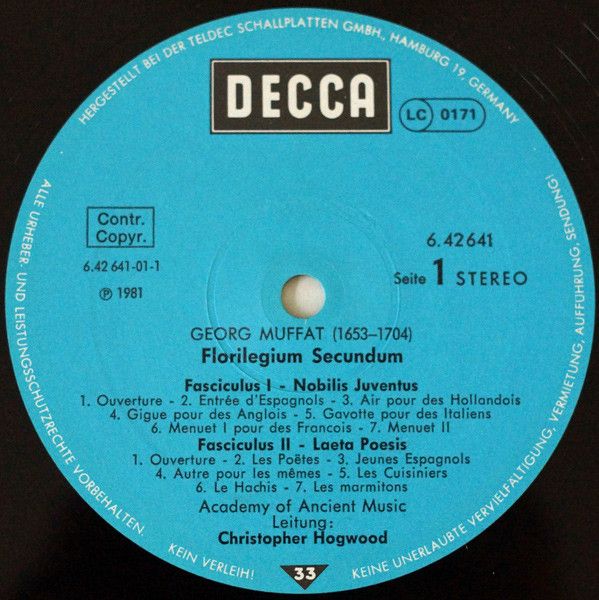 HERGESTELLT BEI DER TELDEC SCHALLPLATTEN GMBH., HAMBURG 19, GERMANY
DECCA
LC 0171
Contr.
Copyr.
6.42 641-01-1
Ⓟ 1981
6.42641
Seite 1 STEREO
GEORG MUFFAT (1653–1704)
Florilegium Secundum
Fasciculus I - Nobilis Juventus
1. Ouverture - 2. Entrée d'Espagnols - 3. Air pour des Hollandois
4. Gigue pour des Anglois - 5. Gavotte pour des Italiens
6. Menuet I pour des Francois - 7. Menuet II
Fasciculus II - Laeta Poesis
1. Ouverture - 2. Les Poëtes - 3. Jeunes Espagnols
4. Autre pour les mêmes - 5. Les Cuisiniers
6. Le Hachis - 7. Les marmitons
Academy of Ancient Music
Leitung:
Christopher Hogwood
ALLE URHEBER- UND LEISTUNGSSCHUTZRECHTE VORBEHALTEN.
KEIN VERLEIH!
33
KEINE UNERLAUBTE VERVIELFÄLTIGUNG, VERMIETUNG, AUFFÜHRUNG, SENDUNG!